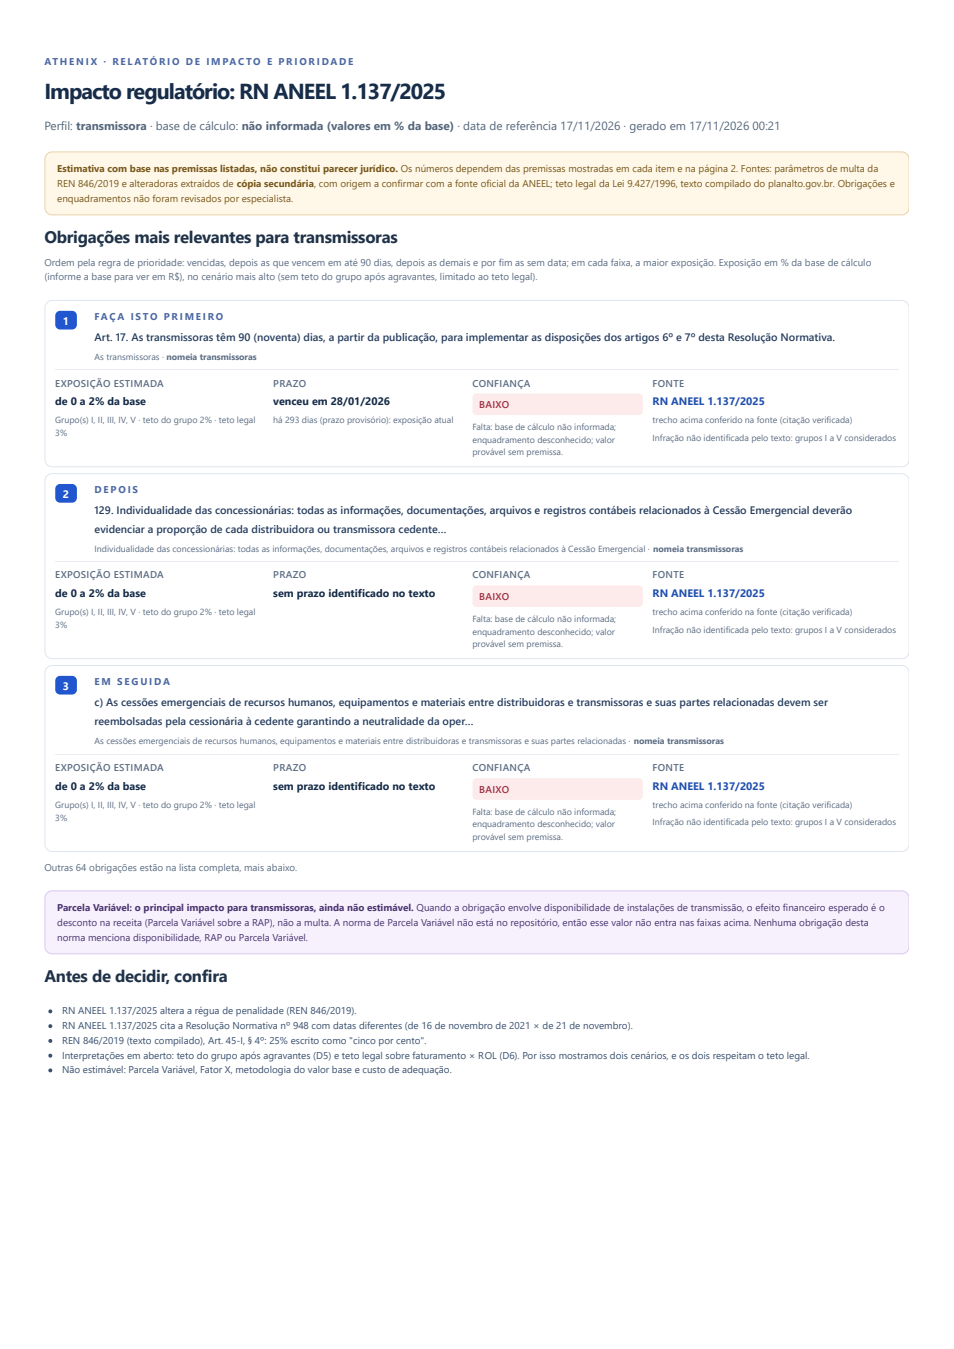 ATHENIX · RELATÓRIO DE IMPACTO E PRIORIDADE
Impacto regulatório: RN ANEEL 1.137/2025
Perfil: transmissora · base de cálculo: não informada (valores em % da base) · data de referência 17/11/2026 · gerado em 17/11/2026 00:21
Estimativa com base nas premissas listadas, não constitui parecer jurídico. Os números dependem das premissas mostradas em cada item e na página 2. Fontes: parâmetros de multa da
REN 846/2019 e alteradoras extraídos de cópia secundária, com origem a confirmar com a fonte oficial da ANEEL; teto legal da Lei 9.427/1996, texto compilado do planalto.gov.br. Obrigações e
enquadramentos não foram revisados por especialista.
Obrigações mais relevantes para transmissoras
Ordem pela regra de prioridade: vencidas, depois as que vencem em até 90 dias, depois as demais e por fim as sem data; em cada faixa, a maior exposição. Exposição em % da base de cálculo
(informe a base para ver em R$), no cenário mais alto (sem teto do grupo após agravantes, limitado ao teto legal).
1
FAÇA ISTO PRIMEIRO
Art. 17. As transmissoras têm 90 (noventa) dias, a partir da publicação, para implementar as disposições dos artigos 6º e 7º desta Resolução Normativa.
As transmissoras · nomeia transmissoras
EXPOSIÇÃO ESTIMADA
de 0 a 2% da base
Grupo(s) I, II, III, IV, V · teto do grupo 2% · teto legal
3%
PRAZO
venceu em 28/01/2026
há 293 dias (prazo provisório): exposição atual
CONFIANÇA
BAIXO
Falta: base de cálculo não informada;
enquadramento desconhecido; valor
provável sem premissa.
FONTE
RN ANEEL 1.137/2025
trecho acima conferido na fonte (citação verificada)
Infração não identificada pelo texto: grupos I a V considerados
2
DEPOIS
129. Individualidade das concessionárias: todas as informações, documentações, arquivos e registros contábeis relacionados à Cessão Emergencial deverão
evidenciar a proporção de cada distribuidora ou transmissora cedente...
Individualidade das concessionárias: todas as informações, documentações, arquivos e registros contábeis relacionados à Cessão Emergencial · nomeia transmissoras
EXPOSIÇÃO ESTIMADA
de 0 a 2% da base
Grupo(s) I, II, III, IV, V · teto do grupo 2% · teto legal
3%
PRAZO
sem prazo identificado no texto
CONFIANÇA
BAIXO
Falta: base de cálculo não informada;
enquadramento desconhecido; valor
provável sem premissa.
FONTE
RN ANEEL 1.137/2025
trecho acima conferido na fonte (citação verificada)
Infração não identificada pelo texto: grupos I a V considerados
3
EM SEGUIDA
c) As cessões emergenciais de recursos humanos, equipamentos e materiais entre distribuidoras e transmissoras e suas partes relacionadas devem ser
reembolsadas pela cessionária à cedente garantindo a neutralidade da oper...
As cessões emergenciais de recursos humanos, equipamentos e materiais entre distribuidoras e transmissoras e suas partes relacionadas · nomeia transmissoras
EXPOSIÇÃO ESTIMADA
de 0 a 2% da base
Grupo(s) I, II, III, IV, V · teto do grupo 2% · teto legal
3%
PRAZO
sem prazo identificado no texto
CONFIANÇA
BAIXO
Falta: base de cálculo não informada;
enquadramento desconhecido; valor
provável sem premissa.
FONTE
RN ANEEL 1.137/2025
trecho acima conferido na fonte (citação verificada)
Infração não identificada pelo texto: grupos I a V considerados
Outras 64 obrigações estão na lista completa, mais abaixo.
Parcela Variável: o principal impacto para transmissoras, ainda não estimável. Quando a obrigação envolve disponibilidade de instalações de transmissão, o efeito financeiro esperado é o
desconto na receita (Parcela Variável sobre a RAP), não a multa. A norma de Parcela Variável não está no repositório, então esse valor não entra nas faixas acima. Nenhuma obrigação desta
norma menciona disponibilidade, RAP ou Parcela Variável.
Antes de decidir, confira
• RN ANEEL 1.137/2025 altera a régua de penalidade (REN 846/2019).
• RN ANEEL 1.137/2025 cita a Resolução Normativa nº 948 com datas diferentes (de 16 de novembro de 2021 × de 21 de novembro).
• REN 846/2019 (texto compilado), Art. 45-I, § 4º: 25% escrito como "cinco por cento".
• Interpretações em aberto: teto do grupo após agravantes (D5) e teto legal sobre faturamento × ROL (D6). Por isso mostramos dois cenários, e os dois respeitam o teto legal.
• Não estimável: Parcela Variável, Fator X, metodologia do valor base e custo de adequação.